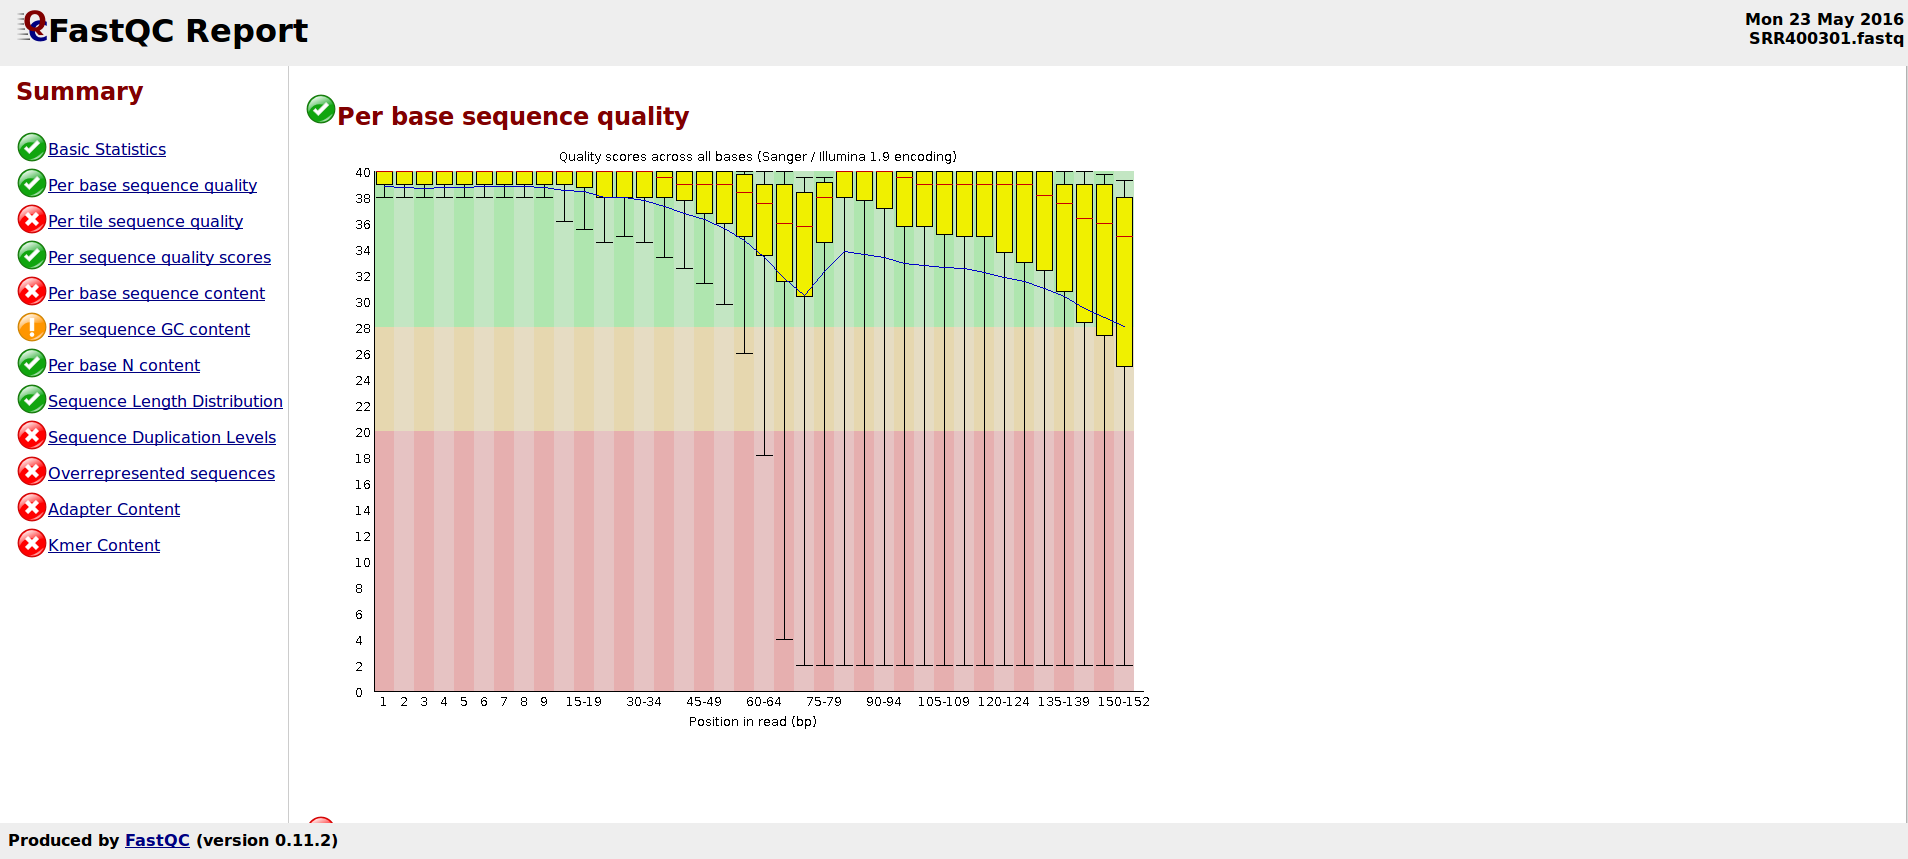 FastQC Report
Mon 23 May 2016
SRR400301.fastq
Summary
Basic Statistics
Per base sequence quality
Per tile sequence quality
Per sequence quality scores
Per base sequence content
Per sequence GC content
Per base N content
Sequence Length Distribution
Sequence Duplication Levels
Overrepresented sequences
Adapter Content
Kmer Content
Per base sequence quality
Quality scores across all bases (Sanger / Illumina 1.9 encoding)
40
38
36
34
32
30
28
26
24
22
20
18
16
14
12
10
8
6
4
2
0
1 2 3 4 5 6 7 8 9 15-19 30-34 45-49 60-64 75-79 90-94 105-109 120-124 135-139 150-152
Position in read (bp)
Produced by FastQC (version 0.11.2)